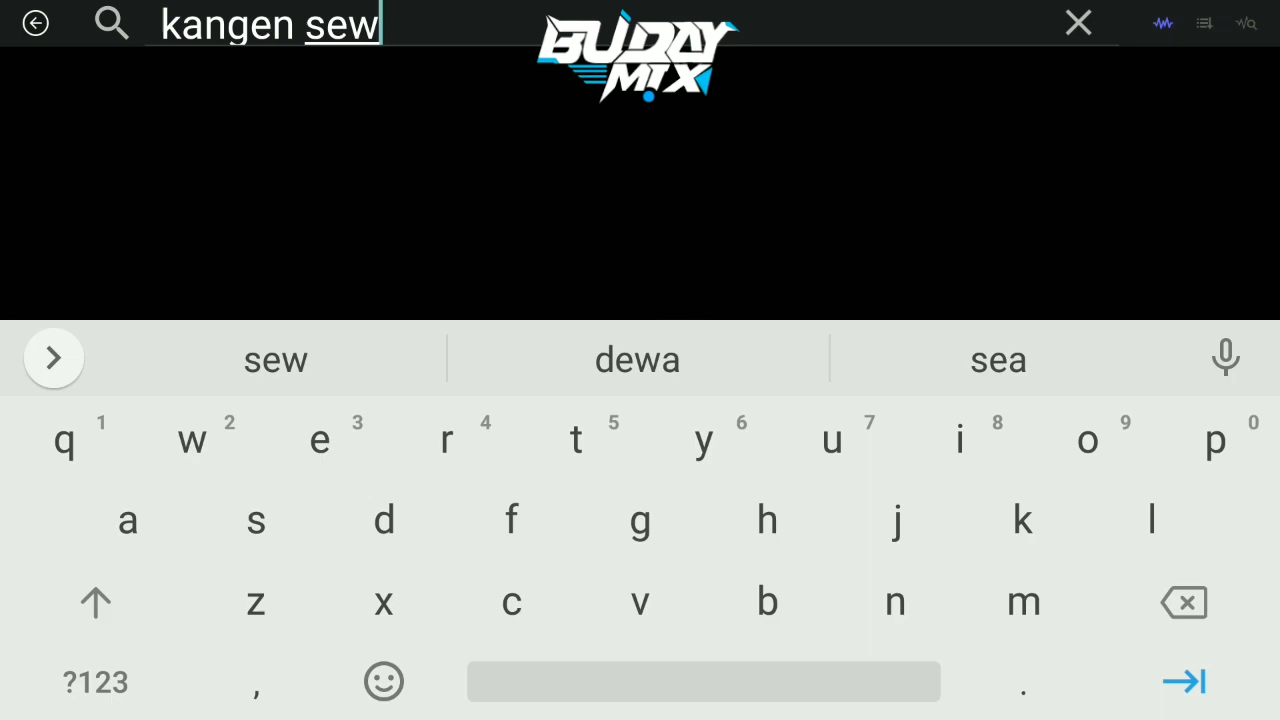 kangen sew
BUDAY
MIX
sew dewa sea
q 1 w 2 e 3 r 4 t 5 y 6 u 7 i 8 o 9 p 0
a s d f g h j k l
z x c v b n m
?123 , .